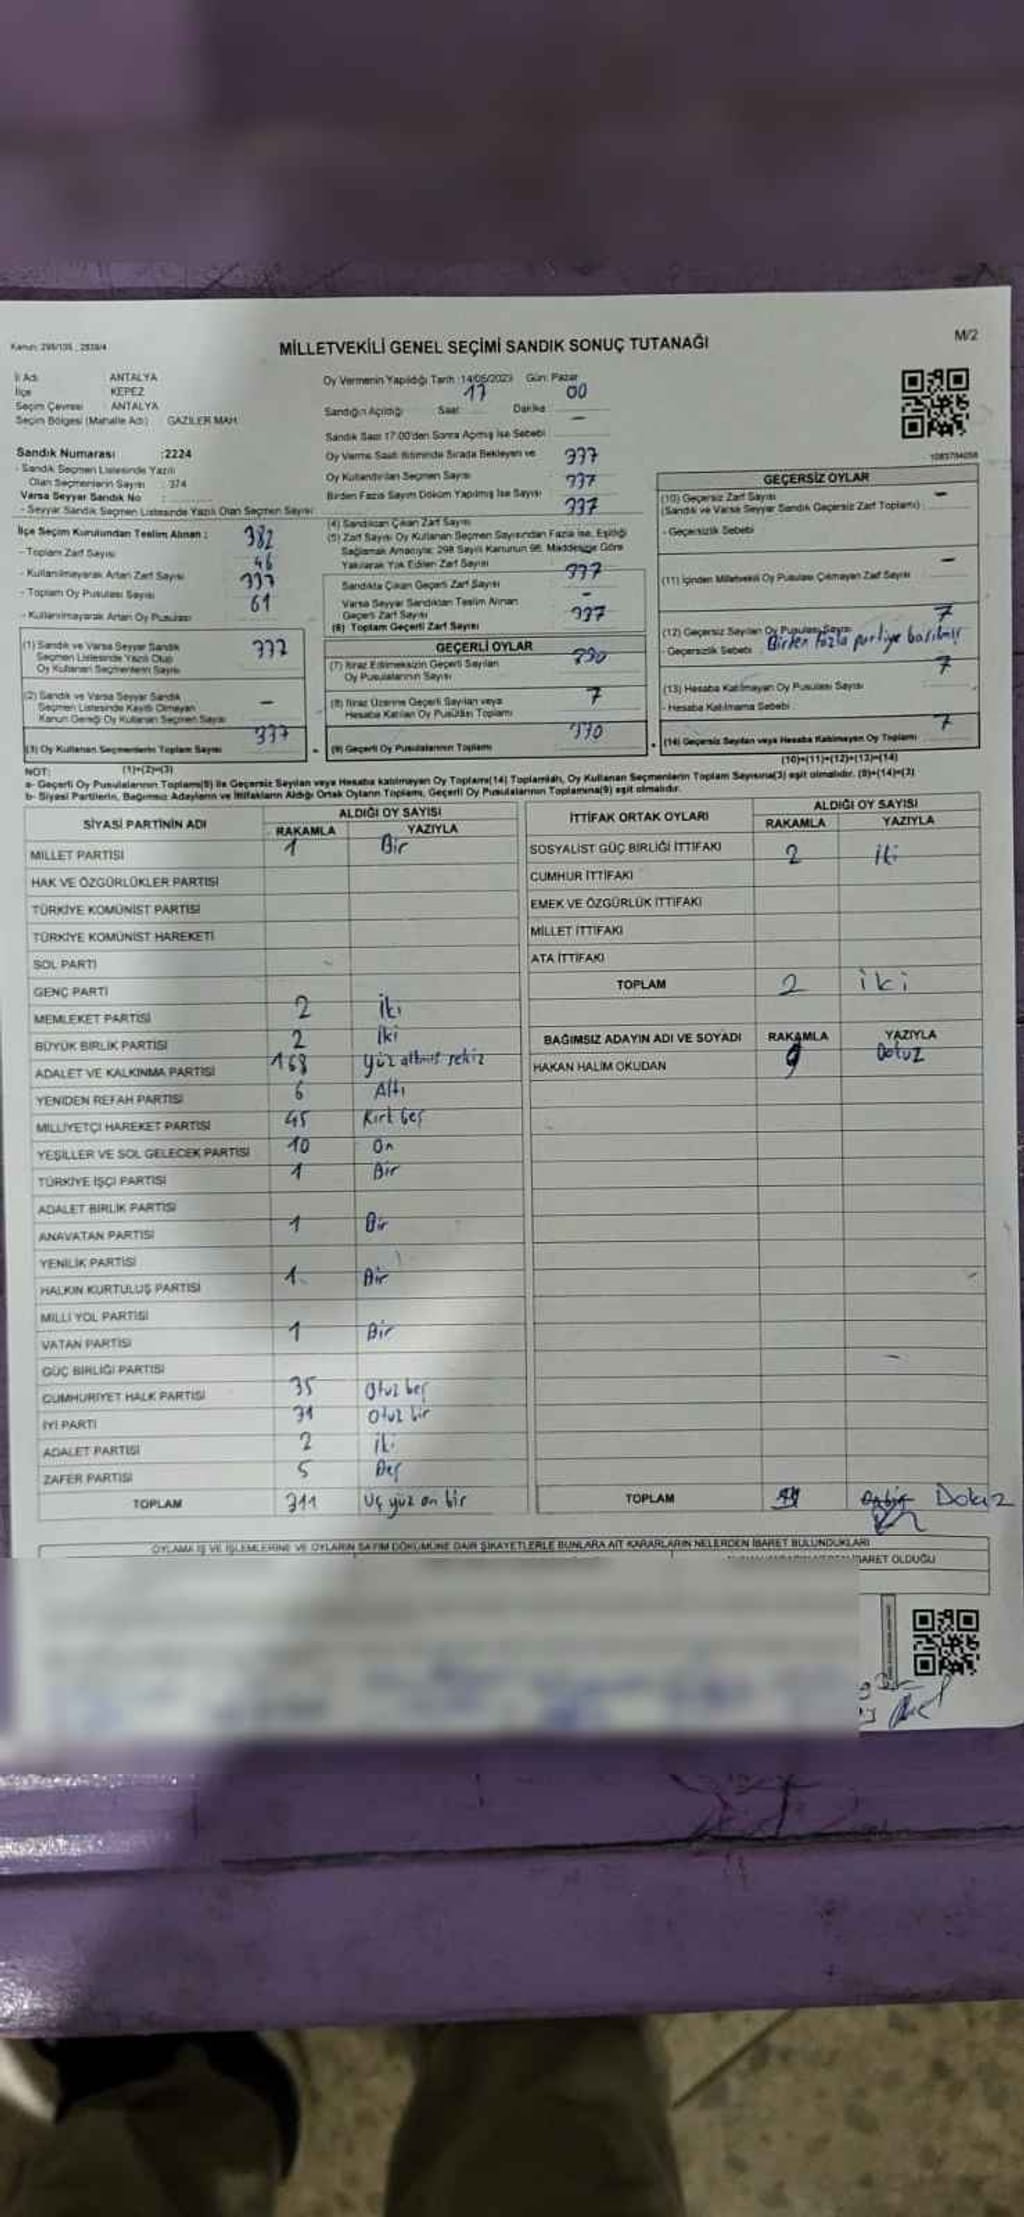 Kanun: 298/105 , 2839/4
MİLLETVEKİLİ GENEL SEÇİMİ SANDIK SONUÇ TUTANAĞI
M/2
İl Adı ANTALYA
İlçe KEPEZ
Seçim Çevresi : ANTALYA
Seçim Bölgesi (Mahalle Adı) : GAZILER MAH.
Sandık Numarası :2224
- Sandık Seçmen Listesinde Yazılı
Olan Seçmenlerin Sayısı : 374
Varsa Seyyar Sandık No :
- Seyyar Sandık Seçmen Listesinde Yazılı Olan Seçmen Sayısı
Oy Vermenin Yapıldığı Tarih :14/05/2023 Gün: Pazar
Sandığın Açıldığı Saat 17 Dakika 00
Sandık Saat 17:00'den Sonra Açmış İse Sebebi —
Oy Verme Saati Bitiminde Sırada Bekleyen ve
Oy Kullandırılan Seçmen Sayısı 337
Birden Fazla Sayım Döküm Yapılmış İse Sayısı 337
(4) Sandıktan Çıkan Zarf Sayısı 337
(5) Zarf Sayısı Oy Kullanan Seçmen Sayısından Fazla İse, Eşitliği
Sağlamak Amacıyla; 298 Sayılı Kanunun 98. Maddesine Göre
Yakılarak Yok Edilen Zarf Sayısı
Sandıkta Çıkan Geçerli Zarf Sayısı 337
Varsa Seyyar Sandıktan Teslim Alınan
Geçerli Zarf Sayısı -
(6) Toplam Geçerli Zarf Sayısı 337
İlçe Seçim Kurulundan Teslim Alınan :
- Toplam Zarf Sayısı 382
- Kullanılmayarak Artan Zarf Sayısı 46
- Toplam Oy Pusulası Sayısı
- Kullanılmayarak Artan Oy Pusulası 61
(1) Sandık ve Varsa Seyyar Sandık
Seçmen Listesinde Yazılı Olup
Oy Kullanan Seçmenlerin Sayısı 337
(2) Sandık ve Varsa Seyyar Sandık
Seçmen Listesinde Kayıtlı Olmayan
Kanun Gereği Oy Kullanan Seçmen Sayısı —
(3) Oy Kullanan Seçmenlerin Toplam Sayısı 337
GEÇERLİ OYLAR
(7) İtiraz Edilmeksizin Geçerli Sayılan
Oy Pusulalarının Sayısı 330
(8) İtiraz Üzerine Geçerli Sayılan veya
Hesaba Katılan Oy Pusulası Toplamı 7
(9) Geçerli Oy Pusulalarının Toplamı 330
GEÇERSİZ OYLAR
(10) Geçersiz Zarf Sayısı —
(Sandık ve Varsa Seyyar Sandık Geçersiz Zarf Toplamı)
- Geçersizlik Sebebi
(11) İçinden Milletvekili Oy Pusulası Çıkmayan Zarf Sayısı —
(12) Geçersiz Sayılan Oy Pusulası Sayısı 7
- Geçersizlik Sebebi : Birden fazla partiye basılmış
(13) Hesaba Katılmayan Oy Pusulası Sayısı 7
- Hesaba Katılmama Sebebi :
(14) Geçersiz Sayılan veya Hesaba Katılmayan Oy Toplamı 7
NOT: (1)+(2)=(3)
(10)+(11)+(12)+(13)=(14)
a- Geçerli Oy Pusulalarının Toplamı(9) ile Geçersiz Sayılan veya Hesaba katılmayan Oy Toplamı(14) Toplamları, Oy Kullanan Seçmenlerin Toplam Sayısına(3) eşit olmalıdır. (9)+(14)=(3)
b- Siyasi Partilerin, Bağımsız Adayların ve İttifakların Aldığı Ortak Oyların Toplamı, Geçerli Oy Pusulalarının Toplamına(9) eşit olmalıdır.
SİYASİ PARTİNİN ADI ALDIĞI OY SAYISI
RAKAMLA YAZIYLA
MİLLET PARTİSİ 1 Bir
HAK VE ÖZGÜRLÜKLER PARTİSİ
TÜRKİYE KOMÜNİST PARTİSİ
TÜRKİYE KOMÜNİST HAREKETİ
SOL PARTİ
GENÇ PARTİ
MEMLEKET PARTİSİ 2 İki
BÜYÜK BİRLİK PARTİSİ 2 İki
ADALET VE KALKINMA PARTİSİ 168 Yüz altmış sekiz
YENİDEN REFAH PARTİSİ 6 Altı
MİLLİYETÇİ HAREKET PARTİSİ 45 Kırk beş
YEŞİLLER VE SOL GELECEK PARTİSİ 10 On
TÜRKİYE İŞÇİ PARTİSİ 1 Bir
ADALET BİRLİK PARTİSİ
ANAVATAN PARTİSİ 1 Bir
YENİLİK PARTİSİ
HALKIN KURTULUŞ PARTİSİ 1 Bir
MİLLİ YOL PARTİSİ
VATAN PARTİSİ 1 Bir
GÜÇ BİRLİĞİ PARTİSİ
CUMHURİYET HALK PARTİSİ 35 Otuz beş
İYİ PARTİ 31 Otuz bir
ADALET PARTİSİ 2 İki
ZAFER PARTİSİ 5 Beş
TOPLAM 311 Üç yüz on bir
İTTİFAK ORTAK OYLARI ALDIĞI OY SAYISI
RAKAMLA YAZIYLA
SOSYALİST GÜÇ BİRLİĞİ İTTİFAKI 2 İki
CUMHUR İTTİFAKI
EMEK VE ÖZGÜRLÜK İTTİFAKI
MİLLET İTTİFAKI
ATA İTTİFAKI
TOPLAM 2 iki
BAĞIMSIZ ADAYIN ADI VE SOYADI RAKAMLA YAZIYLA
HAKAN HALIM OKUDAN 9 Dokuz
TOPLAM Dokuz
OYLAMA İŞ VE İŞLEMLERİNE VE OYLARIN SAYIM DÖKÜMÜNE DAİR ŞİKAYETLERLE BUNLARA AİT KARARLARIN NELERDEN İBARET BULUNDUKLARI
BARET OLDUĞU